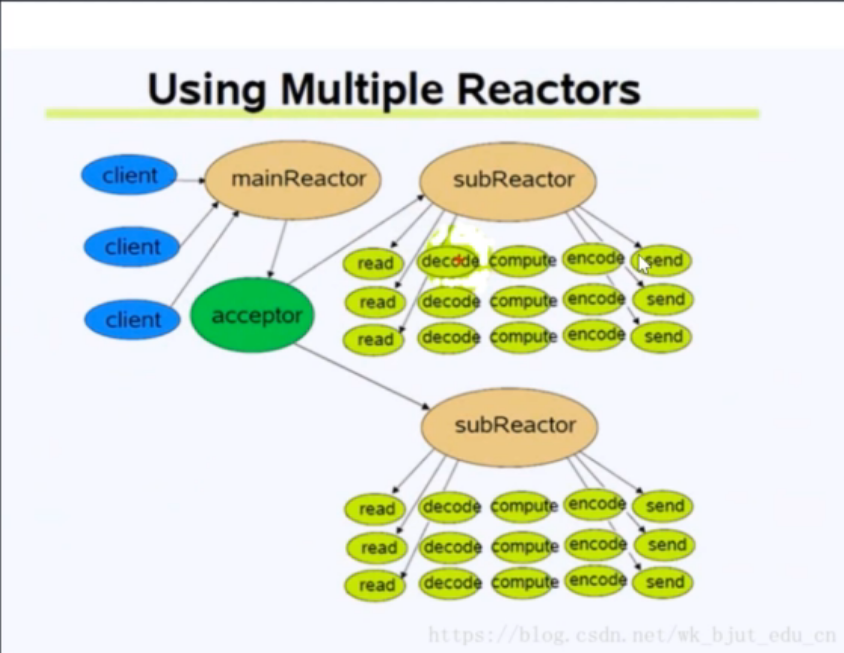 Using Multiple Reactors
client
mainReactor
subReactor
client
read decode compute encode send
client
acceptor
read decode compute encode send
read decode compute encode send
subReactor
read decode compute encode send
read decode compute encode send
read decode compute encode send
https://blog.csdn.net/wk_bjut_edu_cn